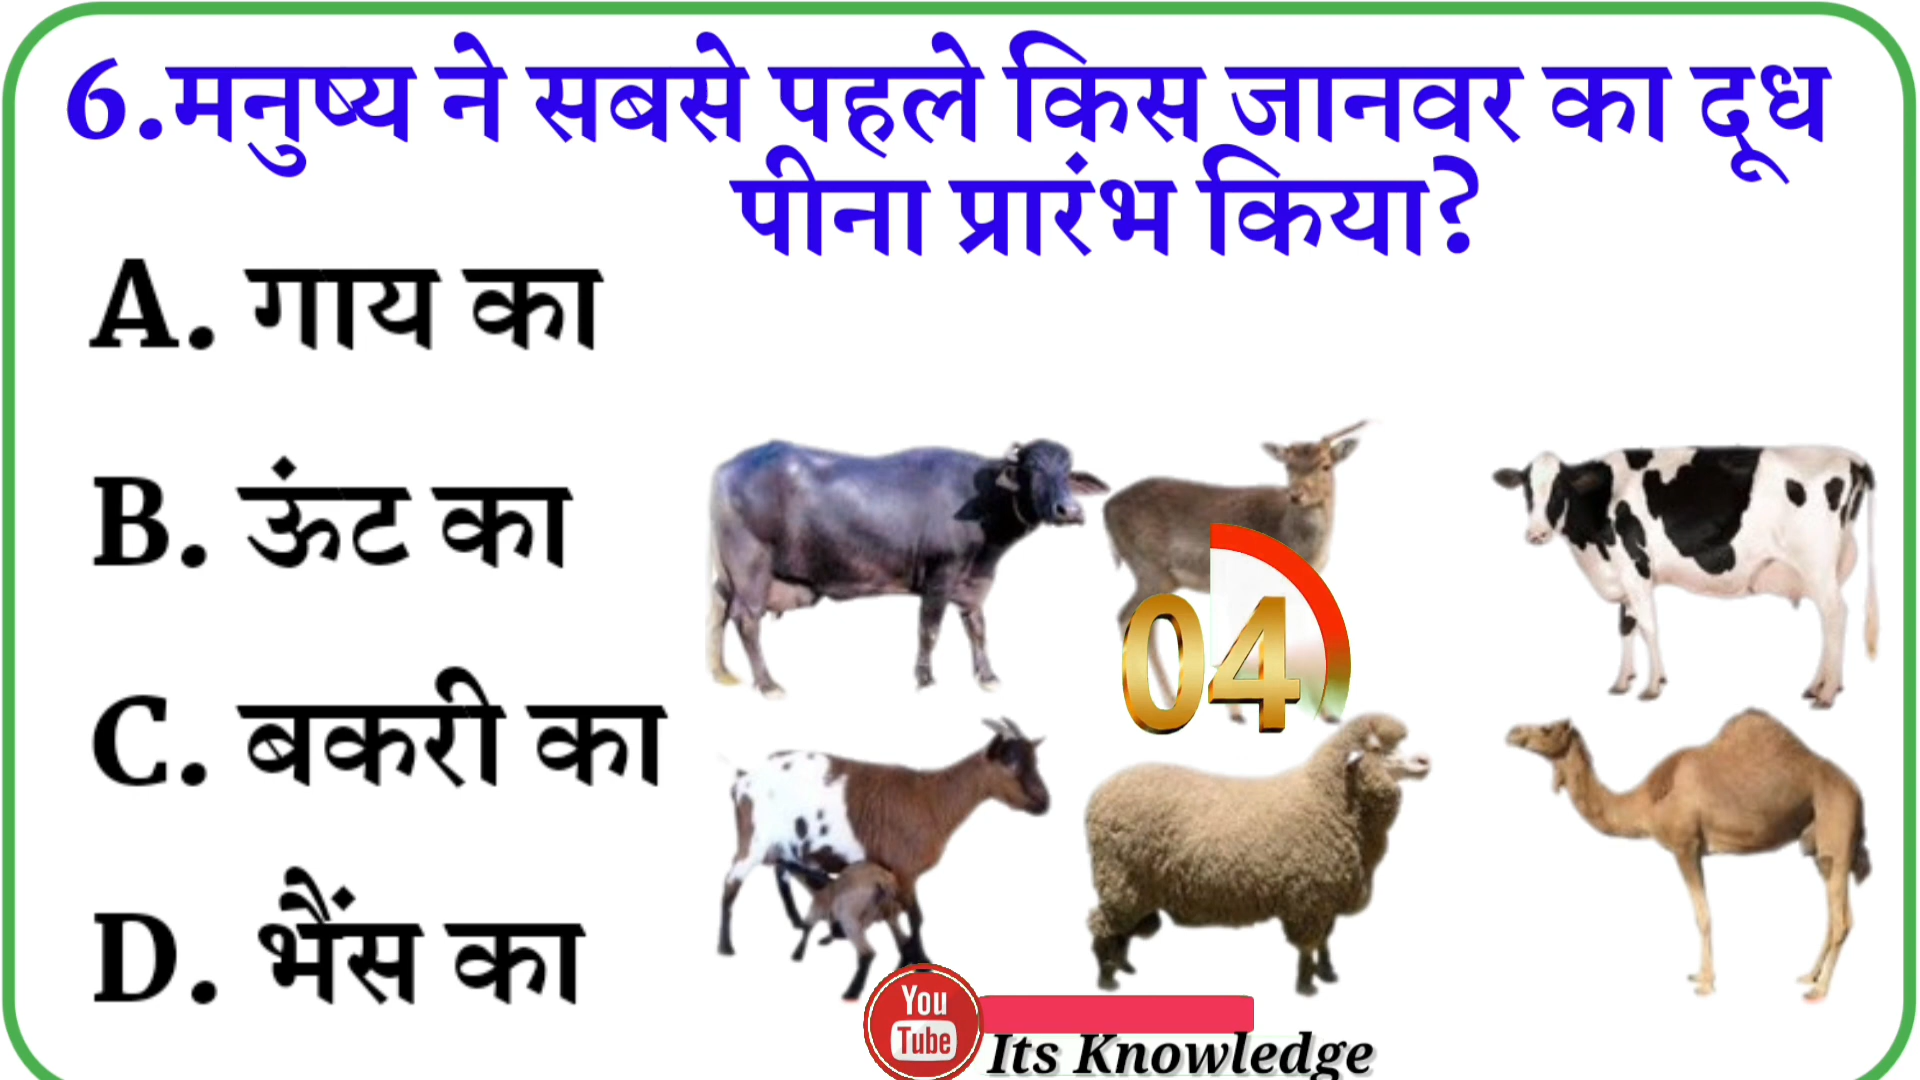 6.मनुष्य ने सबसे पहले किस जानवर का दूध
पीना प्रारंभ किया?
A. गाय का
B. ऊंट का
C. बकरी का
D. भैंस का
04
You
Tube
Its Knowledge